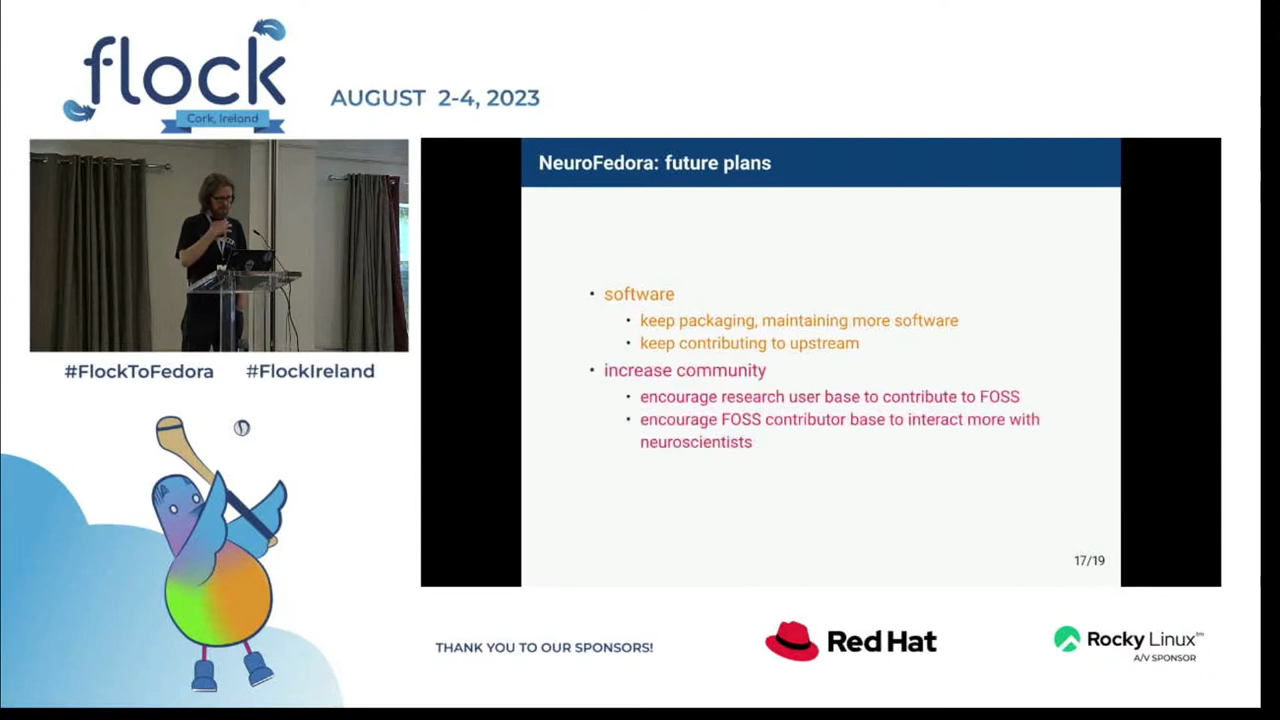 flock
Cork, Ireland
AUGUST 2-4, 2023
NeuroFedora: future plans
• software
• keep packaging, maintaining more software
• keep contributing to upstream
• increase community
• encourage research user base to contribute to FOSS
• encourage FOSS contributor base to interact more with
neuroscientists
17/19
#FlockToFedora #FlockIreland
THANK YOU TO OUR SPONSORS!
Red Hat
Rocky Linux™
A/V SPONSOR